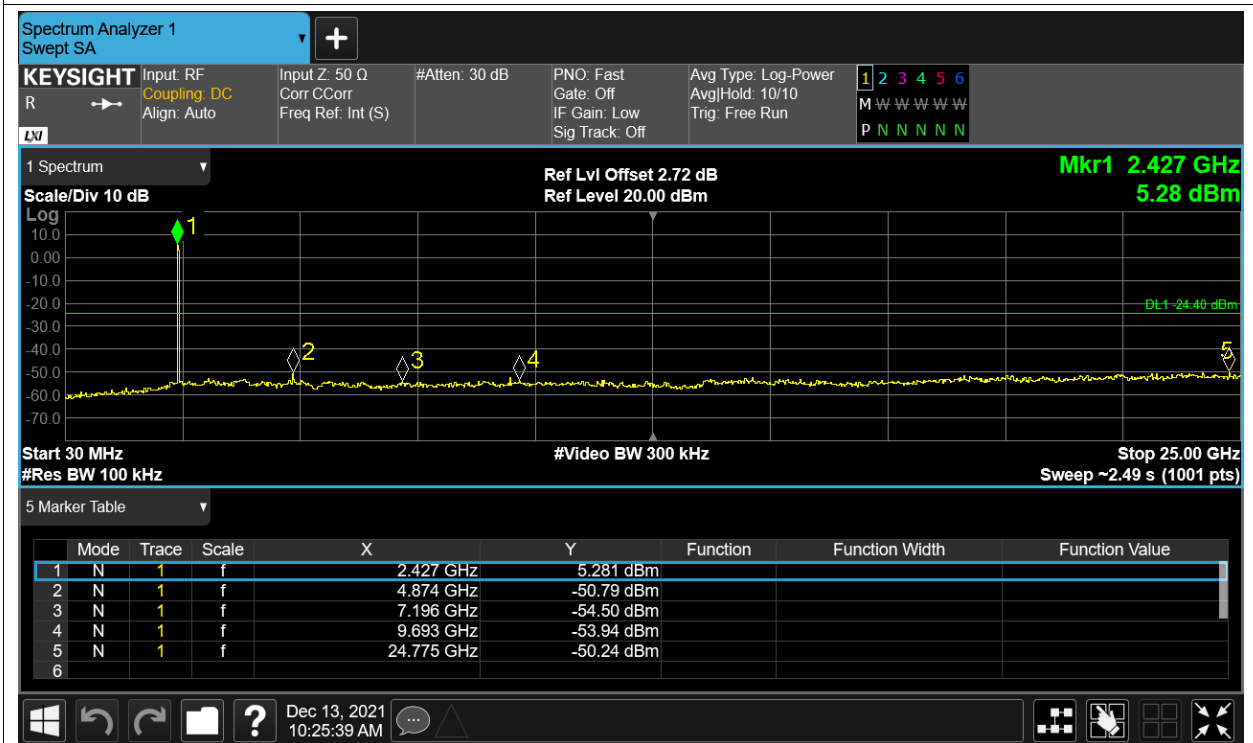 Spectrum Analyzer 1
Swept SA
+
KEYSIGHT
R
LXI
Input: RF
Coupling: DC
Align: Auto
Input Z: 50 Ω
Corr CCorr
Freq Ref: Int (S)
#Atten: 30 dB
PNO: Fast
Gate: Off
IF Gain: Low
Sig Track: Off
Avg Type: Log-Power
Avg|Hold: 10/10
Trig: Free Run
1 2 3 4 5 6
M W W W W W
P N N N N N
1 Spectrum
Scale/Div 10 dB
Ref Lvl Offset 2.72 dB
Ref Level 20.00 dBm
Mkr1 2.427 GHz
5.28 dBm
Log
10.0
0.00
-10.0
-20.0
-30.0
-40.0
-50.0
-60.0
-70.0
1
2
3
4
5
DL1 -24.40 dBm
Start 30 MHz
#Video BW 300 kHz
Stop 25.00 GHz
#Res BW 100 kHz
Sweep ~2.49 s (1001 pts)
5 Marker Table
Mode Trace Scale X Y Function Function Width Function Value
1 N 1 f 2.427 GHz 5.281 dBm
2 N 1 f 4.874 GHz -50.79 dBm
3 N 1 f 7.196 GHz -54.50 dBm
4 N 1 f 9.693 GHz -53.94 dBm
5 N 1 f 24.775 GHz -50.24 dBm
6
?
Dec 13, 2021
10:25:39 AM